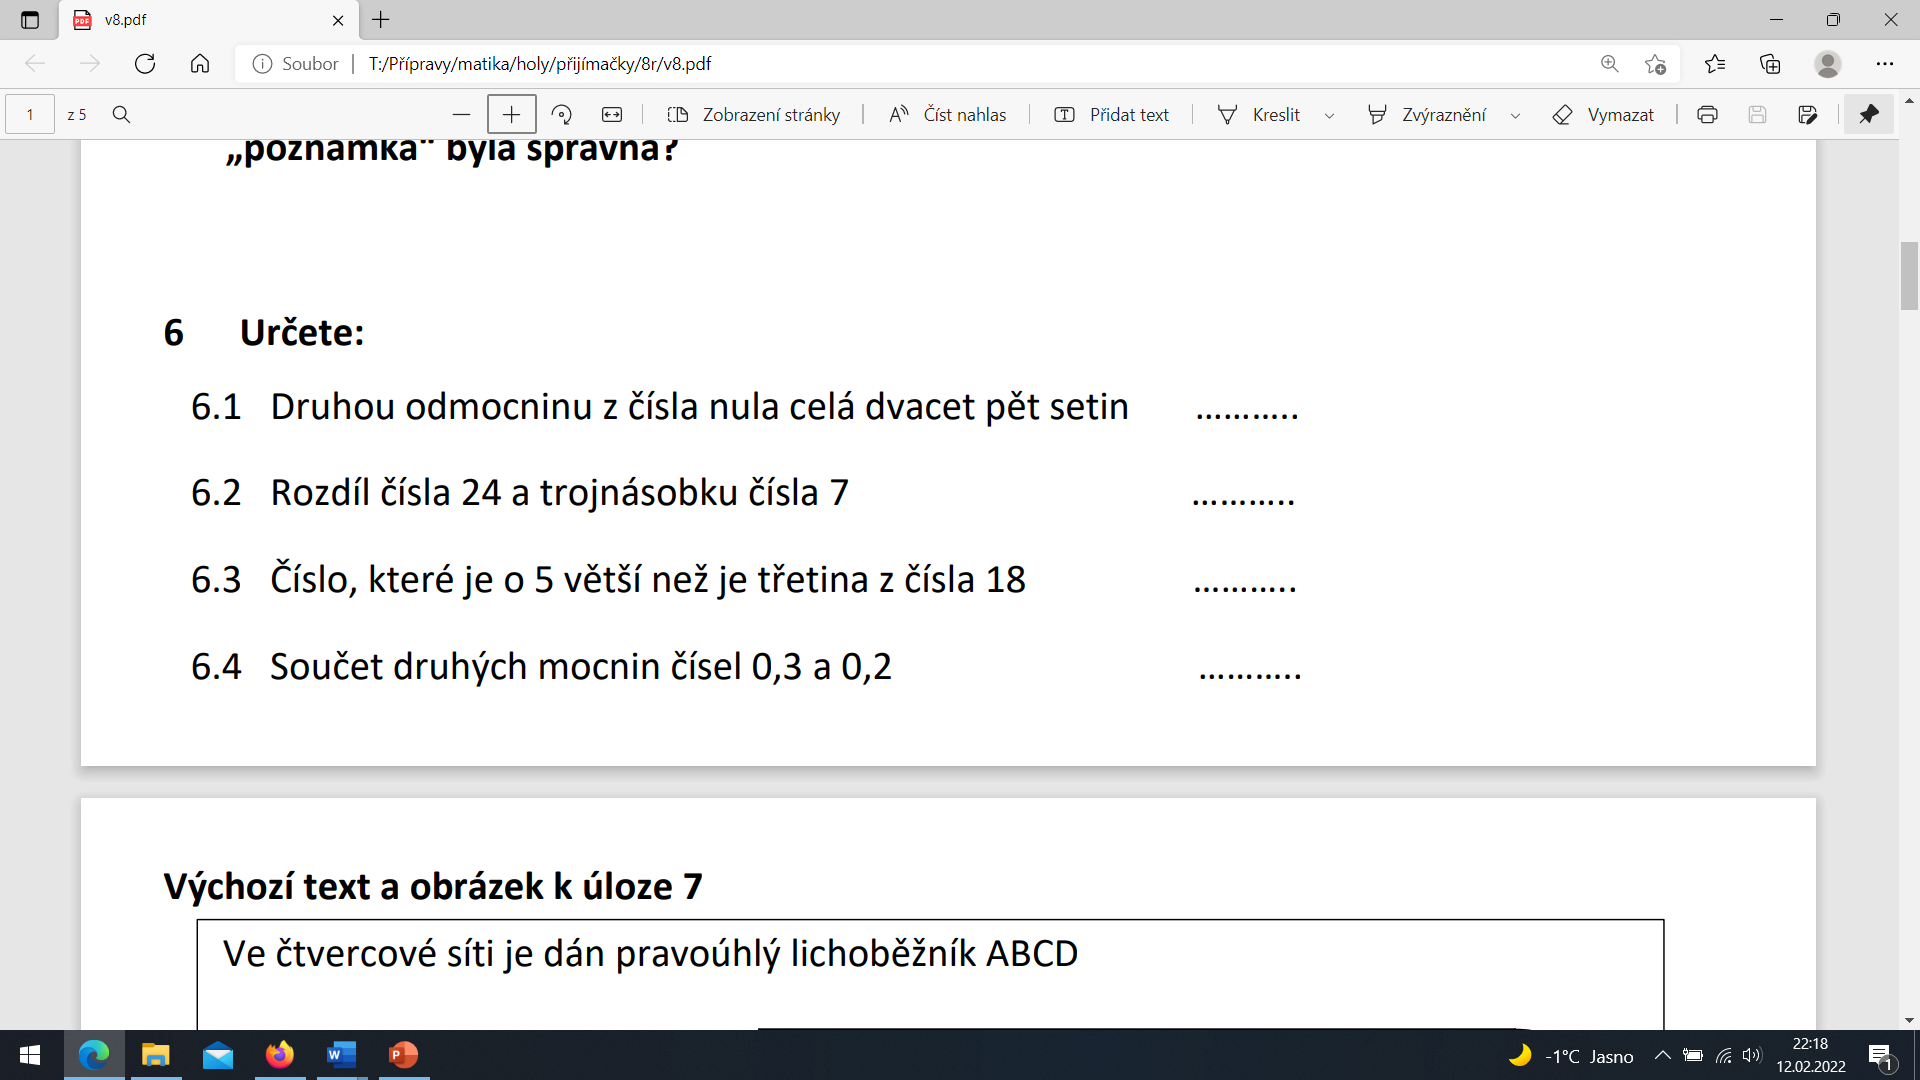 v8.pdf
Soubor T:/Přípravy/matika/holy/přijímačky/8r/v8.pdf
1 z 5 Zobrazení stránky Číst nahlas Přidat text Kreslit Zvýraznění Vymazat
„poznámka“ byla správná?
6 Určete:
6.1 Druhou odmocninu z čísla nula celá dvacet pět setin ………..
6.2 Rozdíl čísla 24 a trojnásobku čísla 7 ………..
6.3 Číslo, které je o 5 větší než je třetina z čísla 18 ………..
6.4 Součet druhých mocnin čísel 0,3 a 0,2 ………..
Výchozí text a obrázek k úloze 7
Ve čtvercové síti je dán pravoúhlý lichoběžník ABCD
-1°C Jasno
22:18
12.02.2022
1